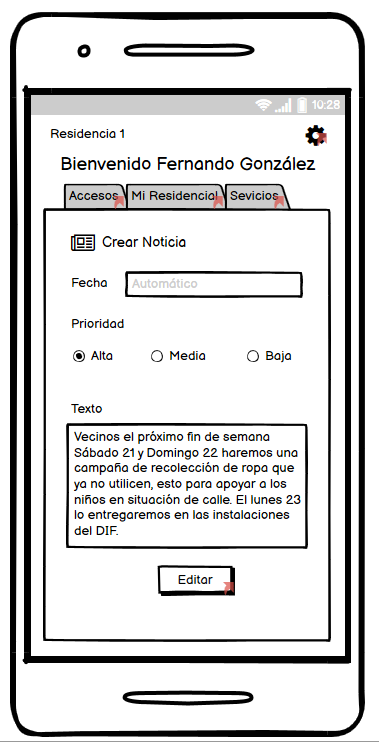 10:28
Residencia 1
Bienvenido Fernando González
Accesos Mi Residencia Sevicios
Crear Noticia
Fecha Automático
Prioridad
Alta Media Baja
Texto
Vecinos el próximo fin de semana
Sábado 21 y Domingo 22 haremos una
campaña de recolección de ropa que
ya no utilicen, esto para apoyar a los
niños en situación de calle. El lunes 23
lo entregaremos en las instalaciones
del DIF.
Editar